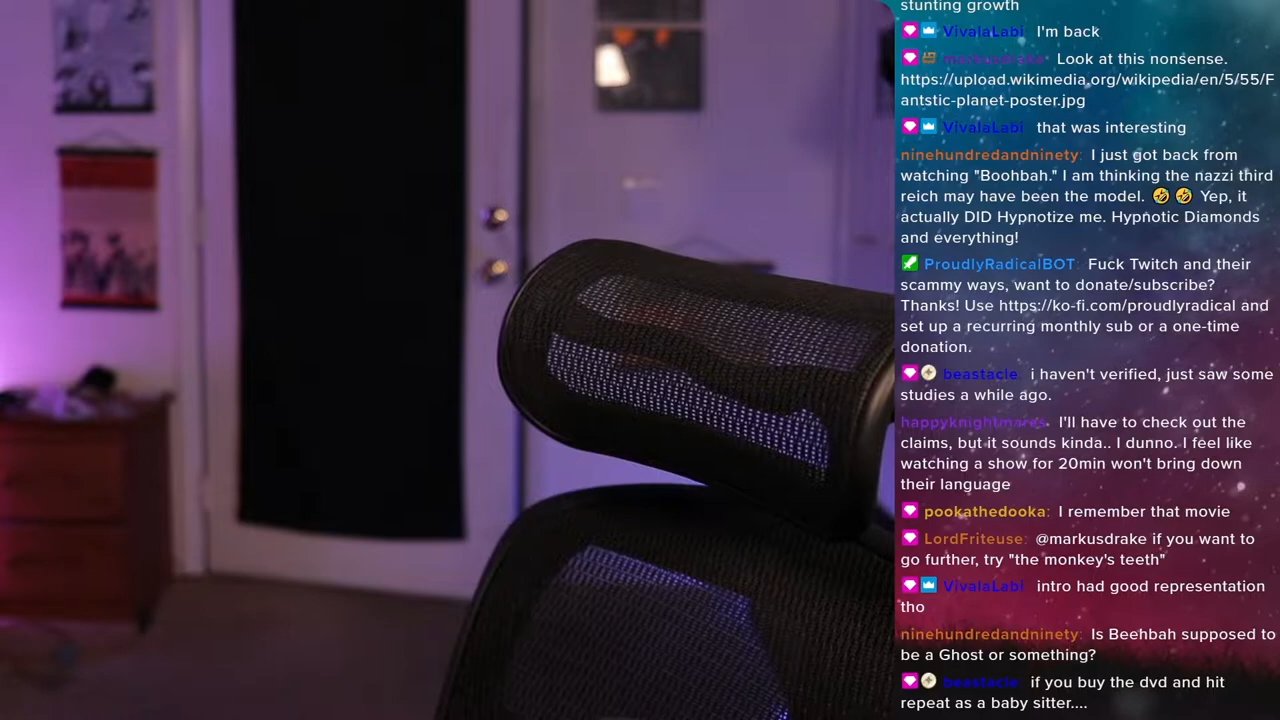 stunting growth
VivalaLabi I'm back
markusdrake Look at this nonsense.
https://upload.wikimedia.org/wikipedia/en/5/55/F
antstic-planet-poster.jpg
VivalaLabi that was interesting
ninehundredandninety: I just got back from
watching "Boohbah." I am thinking the nazzi third
reich may have been the model. 🤣 🤣 Yep, it
actually DID Hypnotize me. Hypnotic Diamonds
and everything!
ProudlyRadicalBOT: Fuck Twitch and their
scammy ways, want to donate/subscribe?
Thanks! Use https://ko-fi.com/proudlyradical and
set up a recurring monthly sub or a one-time
donation.
beastacle i haven't verified, just saw some
studies a while ago.
happyknightmares I'll have to check out the
claims, but it sounds kinda.. I dunno. I feel like
watching a show for 20min won't bring down
their language
pookathedooka: I remember that movie
LordFriteuse: @markusdrake if you want to
go further, try "the monkey's teeth"
VivalaLabi intro had good representation
tho
ninehundredandninety: Is Beehbah supposed to
be a Ghost or something?
beastacle if you buy the dvd and hit
repeat as a baby sitter....